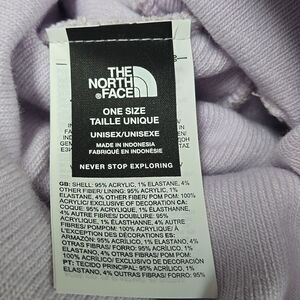 THE
NORTH
FACE
ONE SIZE
TAILLE UNIQUE
UNISEX/UNISEXE
MADE IN INDONESIA
FABRIQUÉ EN INDONÉSIE
NEVER STOP EXPLORING
GB: SHELL: 95% ACRYLIC, 1% ELASTANE, 4%
OTHER FIBER/ LINING: 95% ACRYLIC, 1%
ELASTANE, 4% OTHER FIBER/ POM POM: 100%
ACRYLIC/ EXCLUSIVE OF DECORATION CA:
COQUE: 95% ACRYLIQUE, 1% ÉLASTHANNE,
4% AUTRE FIBRES/ DOUBLURE: 95%
ACRYLIQUE, 1% ÉLASTHANNE, 4% AUTRE
FIBRES/ POMPOM: 100% ACRYLIQUE/ À
L'EXCEPTION DES DÉCORATIONS ES:
ARMAZÓN: 95% ACRÍLICO, 1% ELASTANO, 4%
OTRAS FIBRAS/ FORRO: 95% ACRÍLICO, 1%
ELASTANO, 4% OTRAS FIBRAS/ POM POM:
100% ACRÍLICO/ EXCLUSIVO DE DECORACIÓN
PT: TECIDO PRINCIPAL: 95% ACRÍLICO, 1%
ELASTANO, 4% OUTRAS FIBRAS/ FORRO: 95%